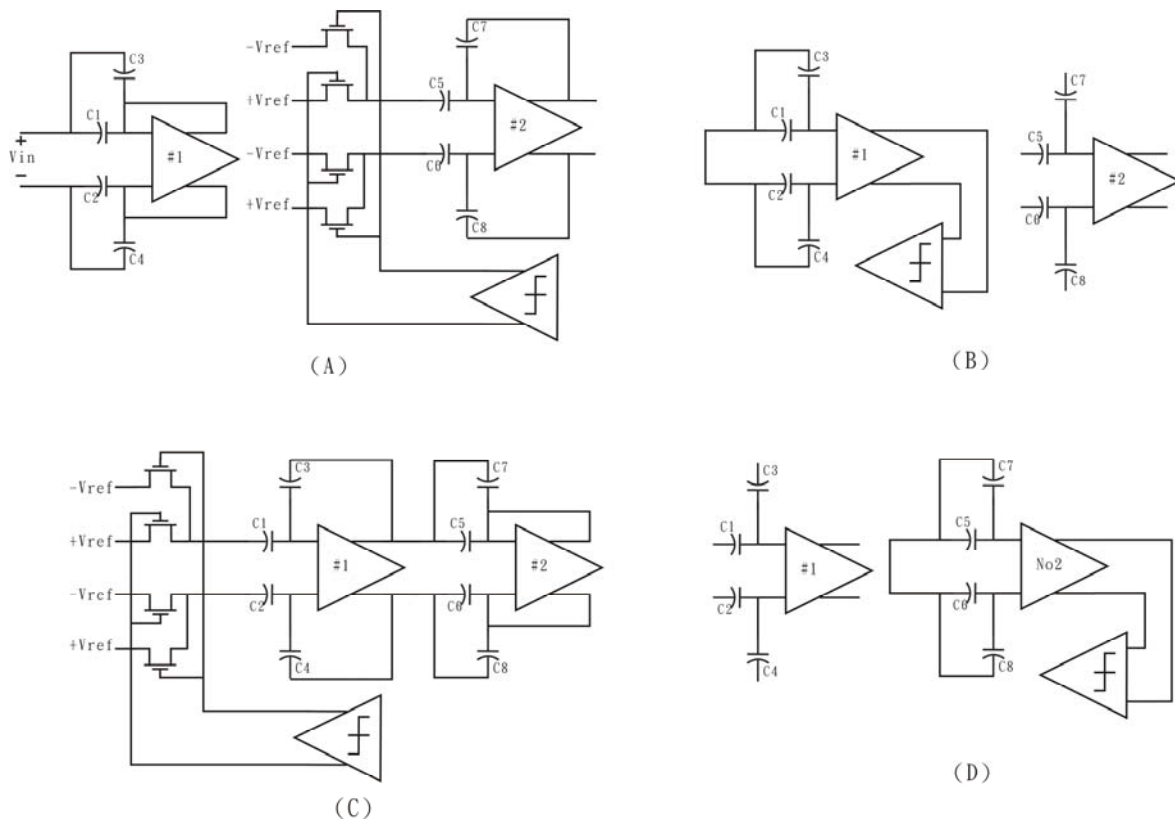 C3
C1
Vin
+
−
#1
C2
C4
(A)
-Vref
+Vref
-Vref
+Vref
C7
C5
#2
C6
C8
C3
C1
#1
C2
C4
C7
C5
#2
C6
C8
(B)
-Vref
+Vref
-Vref
+Vref
C3
C1
#1
C2
C4
C7
C5
#2
C6
C8
(C)
C3
C1
#1
C2
C4
C7
C5
No2
C6
C8
(D)